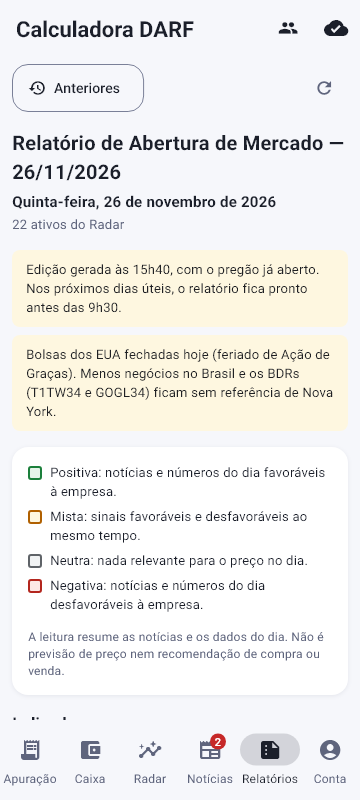 Calculadora DARF
Anteriores
Relatório de Abertura de Mercado —
26/11/2026
Quinta-feira, 26 de novembro de 2026
22 ativos do Radar
Edição gerada às 15h40, com o pregão já aberto.
Nos próximos dias úteis, o relatório fica pronto
antes das 9h30.
Bolsas dos EUA fechadas hoje (feriado de Ação de
Graças). Menos negócios no Brasil e os BDRs
(T1TW34 e GOGL34) ficam sem referência de Nova
York.
Positiva: notícias e números do dia favoráveis
à empresa.
Mista: sinais favoráveis e desfavoráveis ao
mesmo tempo.
Neutra: nada relevante para o preço no dia.
Negativa: notícias e números do dia
desfavoráveis à empresa.
A leitura resume as notícias e os dados do dia. Não é
previsão de preço nem recomendação de compra ou
venda.
2
Apuração Caixa Radar Notícias Relatórios Conta